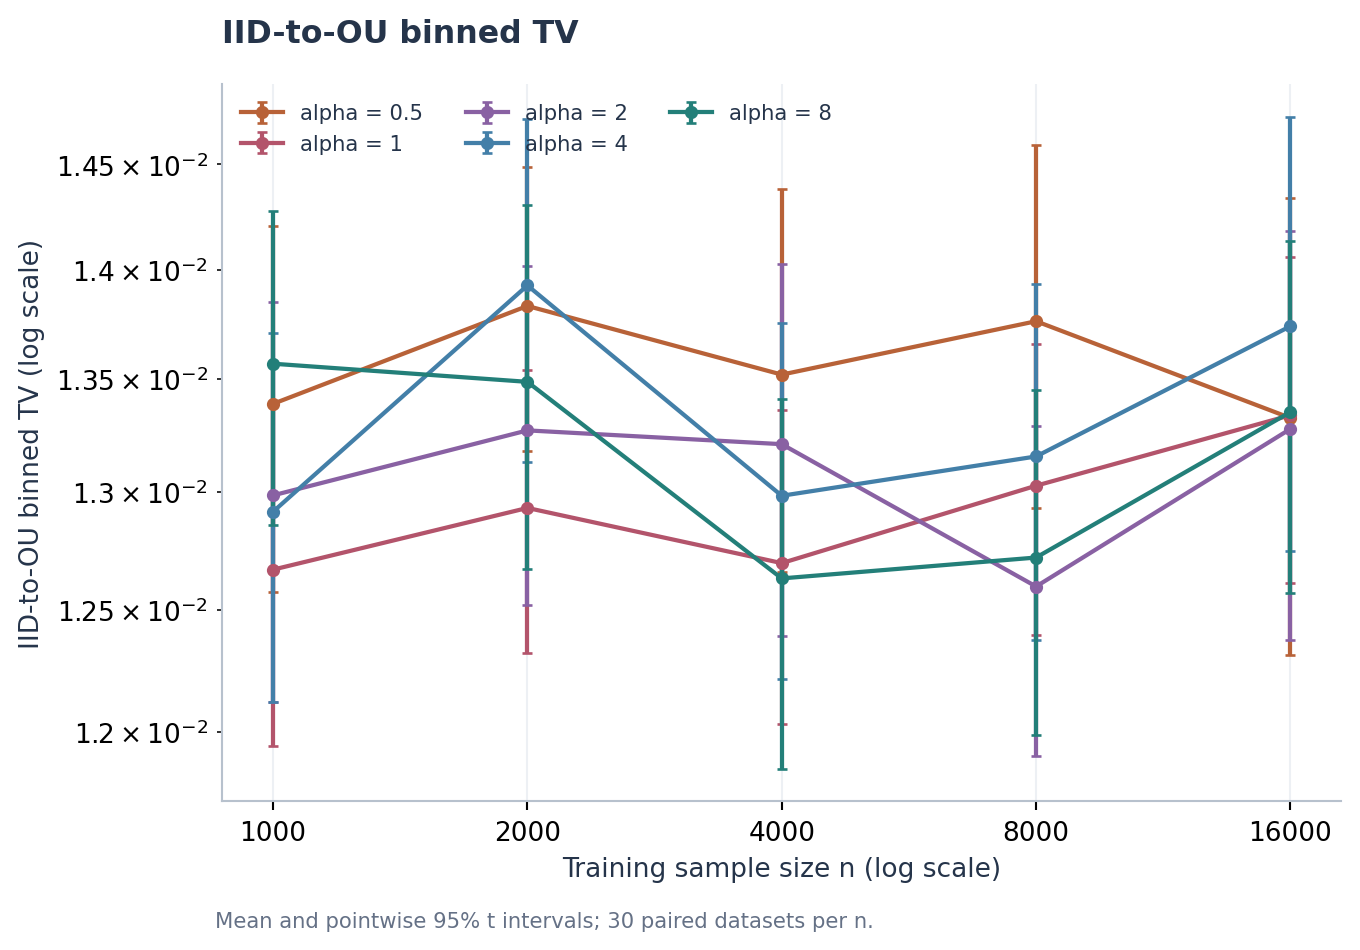 IID-to-OU binned TV
alpha = 0.5
alpha = 1
alpha = 2
alpha = 4
alpha = 8
IID-to-OU binned TV (log scale)
1.45 × 10⁻²
1.4 × 10⁻²
1.35 × 10⁻²
1.3 × 10⁻²
1.25 × 10⁻²
1.2 × 10⁻²
1000 2000 4000 8000 16000
Training sample size n (log scale)
Mean and pointwise 95% t intervals; 30 paired datasets per n.